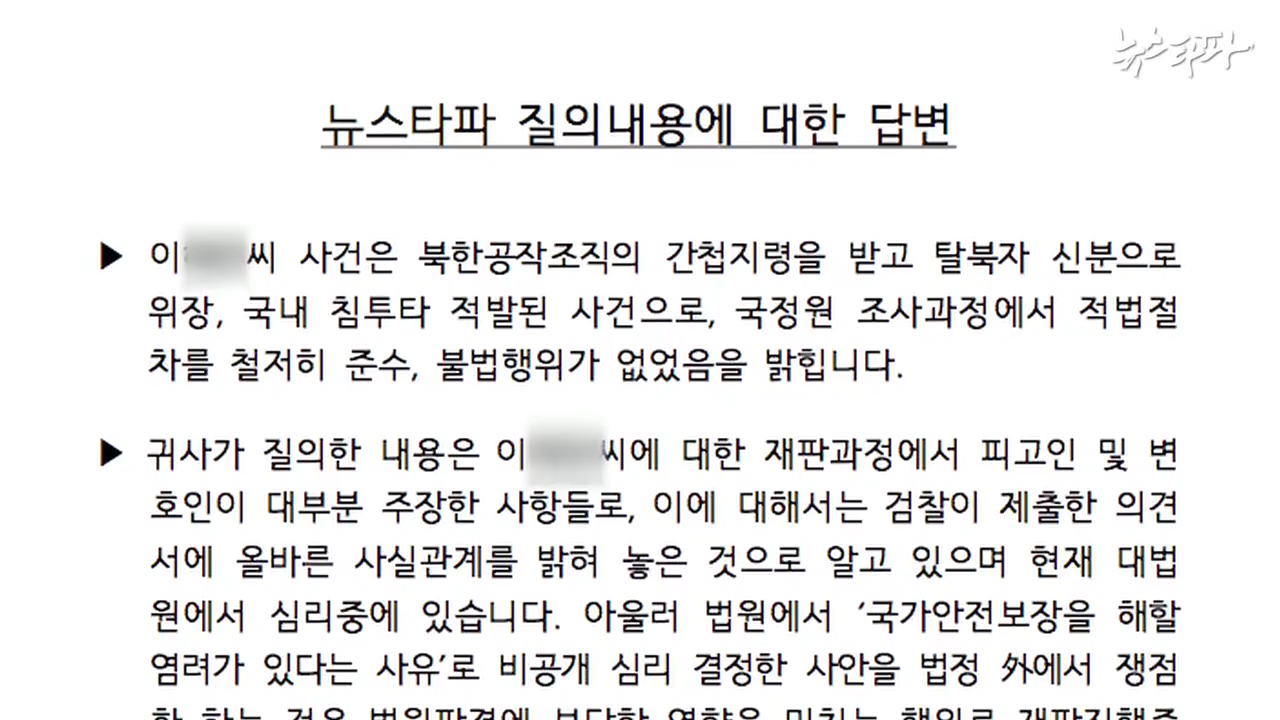 뉴스타파
뉴스타파 질의내용에 대한 답변
▶ 이 씨 사건은 북한공작조직의 간첩지령을 받고 탈북자 신분으로
위장, 국내 침투타 적발된 사건으로, 국정원 조사과정에서 적법절
차를 철저히 준수, 불법행위가 없었음을 밝힙니다.
▶ 귀사가 질의한 내용은 이 씨에 대한 재판과정에서 피고인 및 변
호인이 대부분 주장한 사항들로, 이에 대해서는 검찰이 제출한 의견
서에 올바른 사실관계를 밝혀 놓은 것으로 알고 있으며 현재 대법
원에서 심리중에 있습니다. 아울러 법원에서 ‘국가안전보장을 해할
염려가 있다는 사유’로 비공개 심리 결정한 사안을 법정 外에서 쟁점